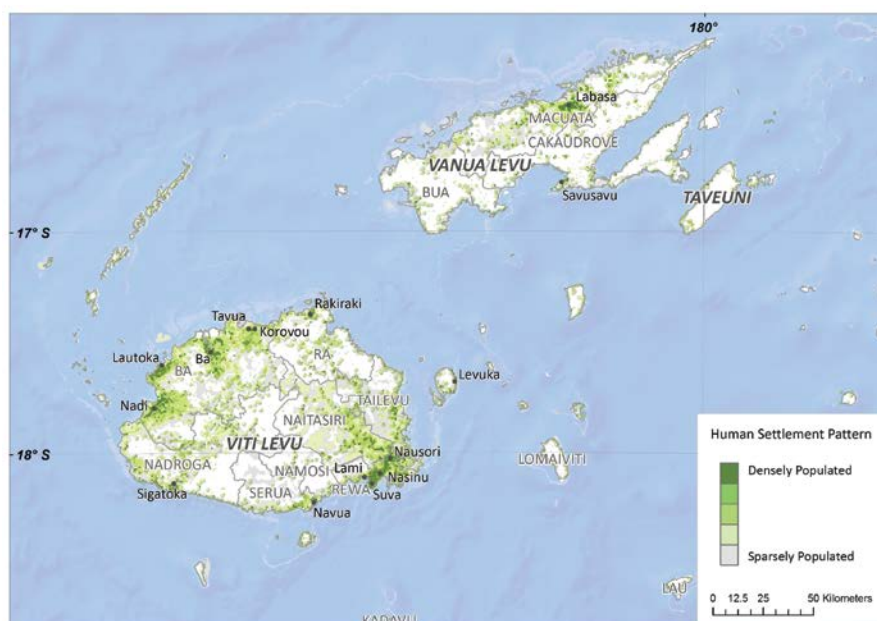 180°
Labasa
MACUATA
CAKAUDROVE
VANUA LEVU
BUA
Savusavu
TAVEUNI
17° S
Rakiraki
Tavua
Korovou
Lautoka
Ba
BA
RA
Levuka
Nadi
TAILEVU
NAITASIRI
VITI LEVU
18° S
NADROGA
NAMOSI
Lami
Nausori
Nasinu
LOMAIVITI
Sigatoka
SERUA
REWA
Suva
Navua
LAU
KADAVU
Human Settlement Pattern
Densely Populated
Sparsely Populated
0 12.5 25 50 Kilometers